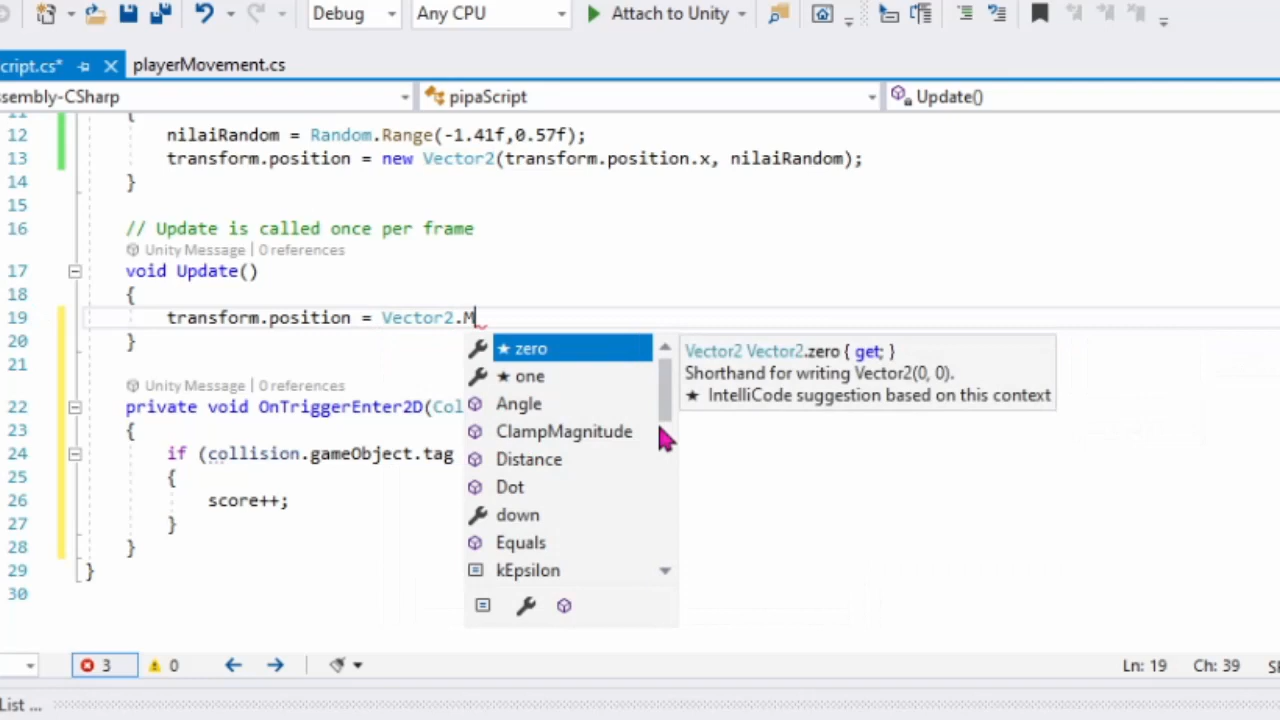 Debug Any CPU Attach to Unity
cript.cs* playerMovement.cs
ssembly-CSharp pipaScript Update()
11 {
12 nilaiRandom = Random.Range(-1.41f,0.57f);
13 transform.position = new Vector2(transform.position.x, nilaiRandom);
14 }
15
16 // Update is called once per frame
Unity Message | 0 references
17 void Update()
18 {
19 transform.position = Vector2.M
20 }
21
Unity Message | 0 references
22 private void OnTriggerEnter2D(Col
23 {
24 if (collision.gameObject.tag
25 {
26 score++;
27 }
28 }
29 }
30
★ zero
★ one
Angle
ClampMagnitude
Distance
Dot
down
Equals
kEpsilon
Vector2 Vector2.zero { get; }
Shorthand for writing Vector2(0, 0).
★ IntelliCode suggestion based on this context
3 0 Ln: 19 Ch: 39 SP
List ...